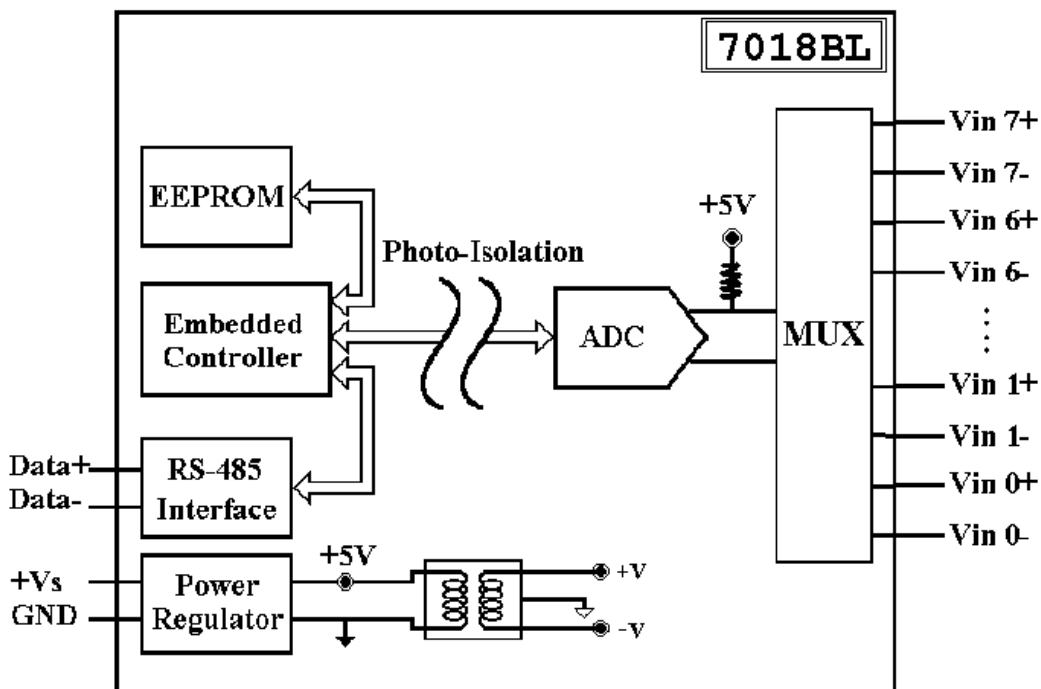 7018BL
EEPROM
Photo-Isolation
Embedded
Controller
ADC
+5V
MUX
Vin 7+
Vin 7-
Vin 6+
Vin 6-
Vin 1+
Vin 1-
Vin 0+
Vin 0-
Data+
Data-
RS-485
Interface
+Vs
GND
Power
Regulator
+5V
+V
-V